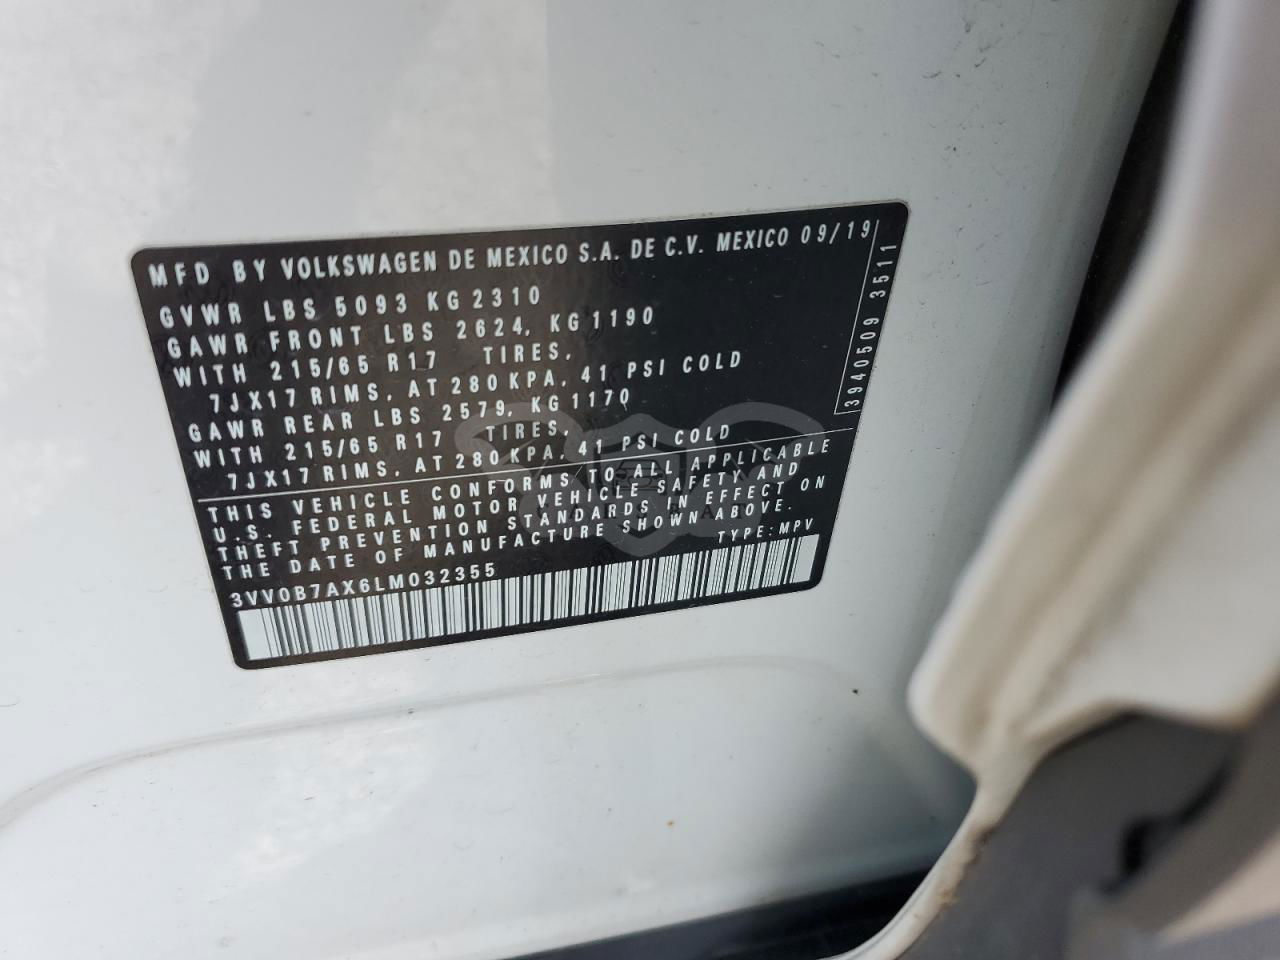 MFD BY VOLKSWAGEN DE MEXICO S.A. DE C.V. MEXICO 09/19
GVWR LBS 5093 KG 2310
GAWR FRONT LBS 2624, KG 1190
WITH 215/65 R17 TIRES,
7JX17 RIMS, AT 280 KPA, 41 PSI COLD
GAWR REAR LBS 2579, KG 1170
WITH 215/65 R17 TIRES,
7JX17 RIMS, AT 280 KPA, 41 PSI COLD
THIS VEHICLE CONFORMS TO ALL APPLICABLE
U.S. FEDERAL MOTOR VEHICLE SAFETY AND
THEFT PREVENTION STANDARDS IN EFFECT ON
THE DATE OF MANUFACTURE SHOWN ABOVE.
3VV0B7AX6LM032355 TYPE: MPV
3940509 3511